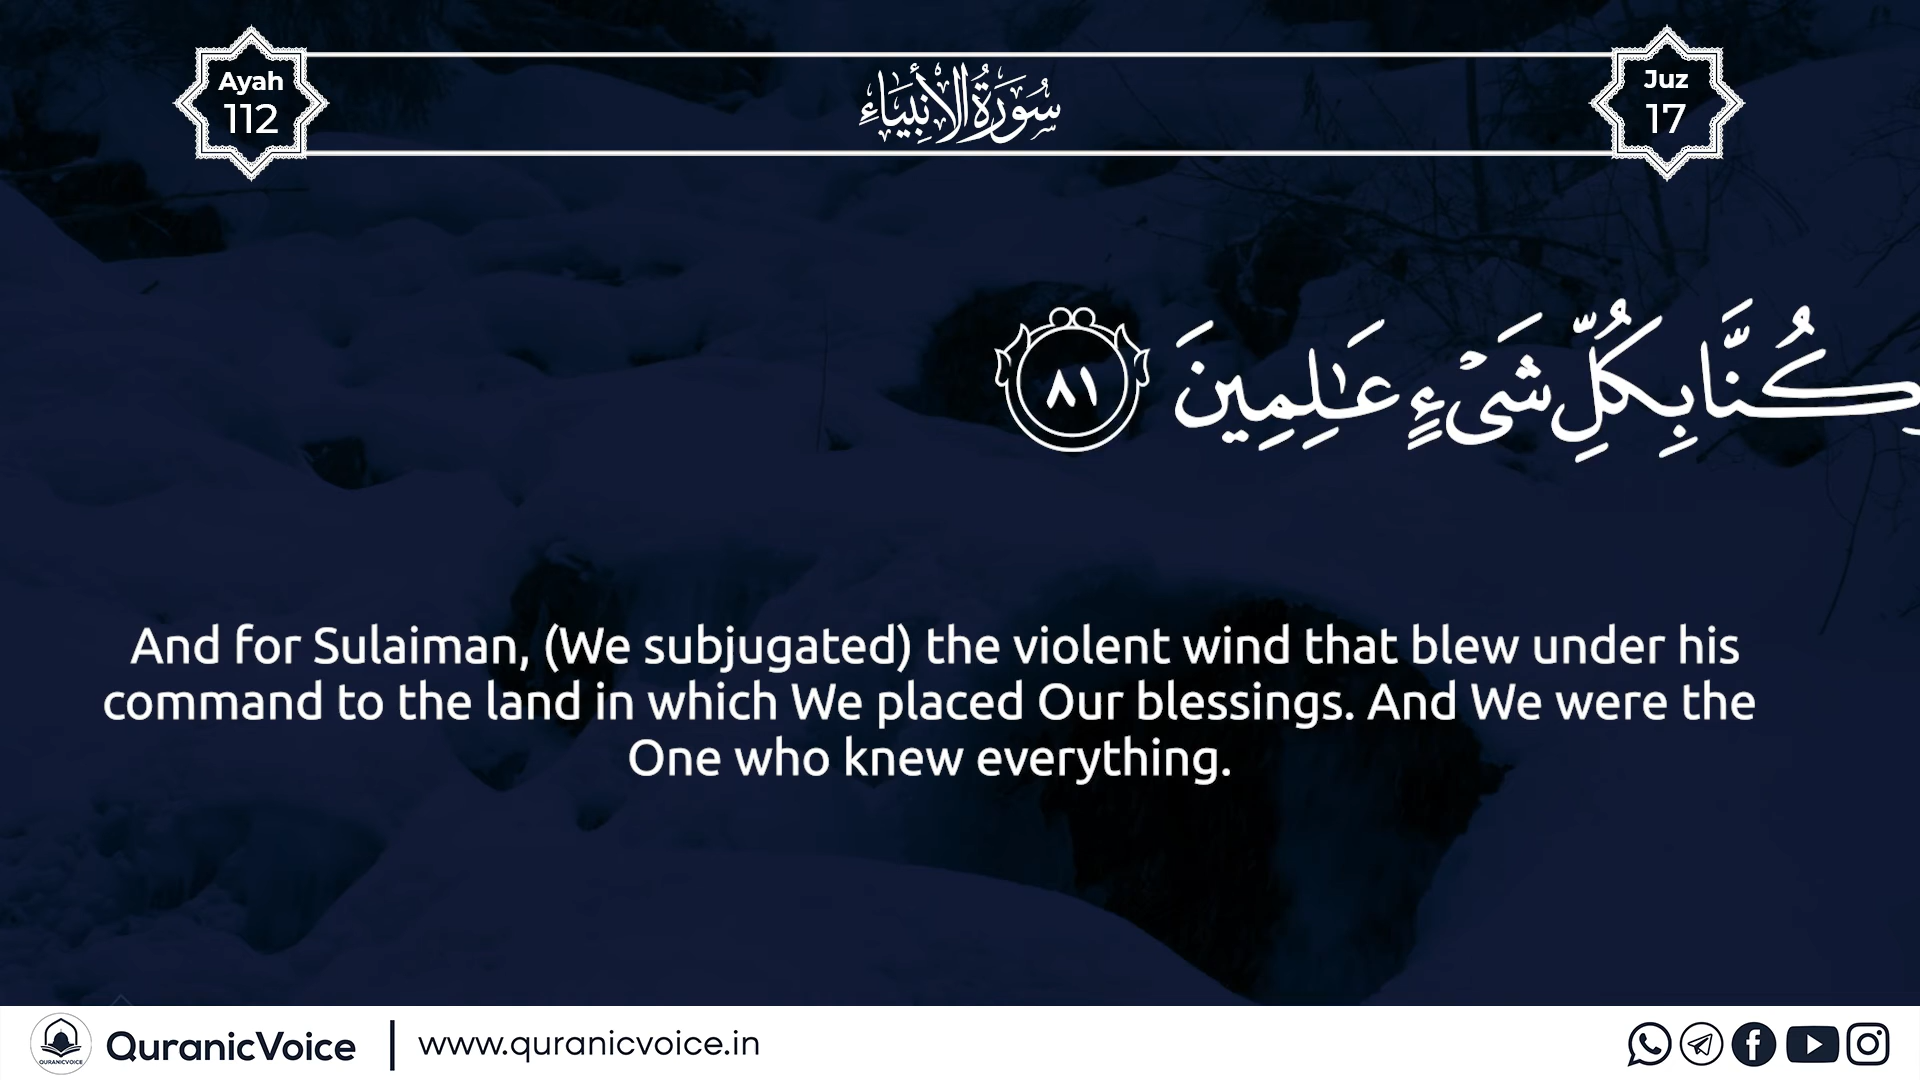 Ayah
112
سُورَةُ الأَنبِيَاءِ
Juz
17
وَكُنَّا بِكُلِّ شَىْءٍ عَٰلِمِينَ ٨١
And for Sulaiman, (We subjugated) the violent wind that blew under his
command to the land in which We placed Our blessings. And We were the
One who knew everything.
QURANICVOICE
QuranicVoice
www.quranicvoice.in